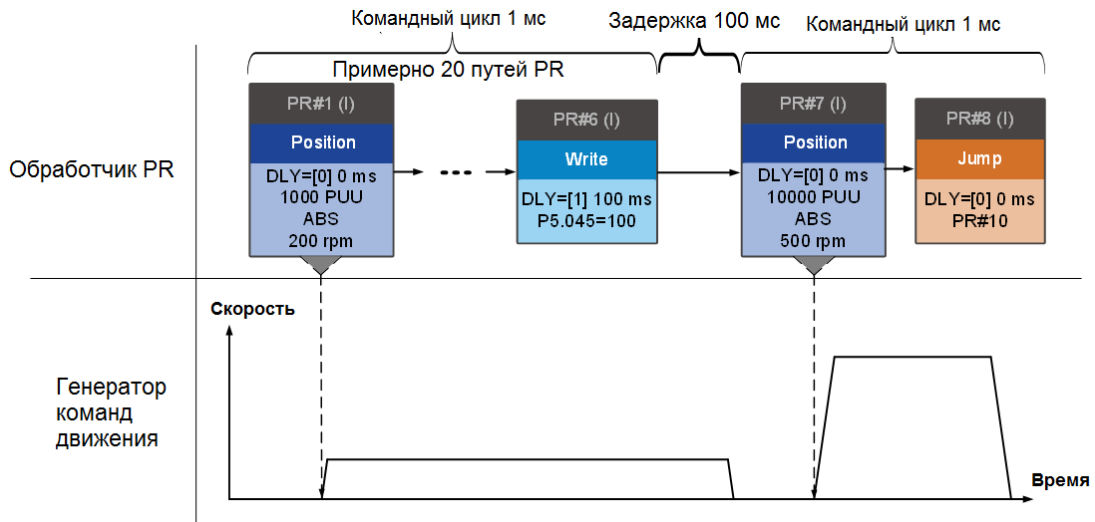 Командный цикл 1 мс
Задержка 100 мс
Командный цикл 1 мс
Примерно 20 путей PR
Обработчик PR
PR#1 (I)
Position
DLY=[0] 0 ms
1000 PUU
ABS
200 rpm
PR#6 (I)
Write
DLY=[1] 100 ms
P5.045=100
PR#7 (I)
Position
DLY=[0] 0 ms
10000 PUU
ABS
500 rpm
PR#8 (I)
Jump
DLY=[0] 0 ms
PR#10
Генератор
команд
движения
Скорость
Время